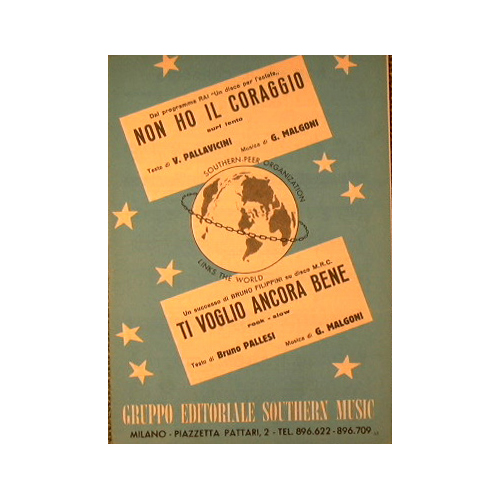 Dal programma RAI "Un disco per l'estate„
NON HO IL CORAGGIO
surf lento
Testo di V. PALLAVICINI Musica di G. MALGONI
SOUTHERN-PEER ORGANIZATION
LINKS THE WORLD
Un successo di BRUNO FILIPPINI su disco M.R.C.
TI VOGLIO ANCORA BENE
rock - slow
Testo di Bruno PALLESI Musica di G. MALGONI
GRUPPO EDITORIALE SOUTHERN MUSIC
MILANO - PIAZZETTA PATTARI, 2 - TEL. 896.622 - 896.709